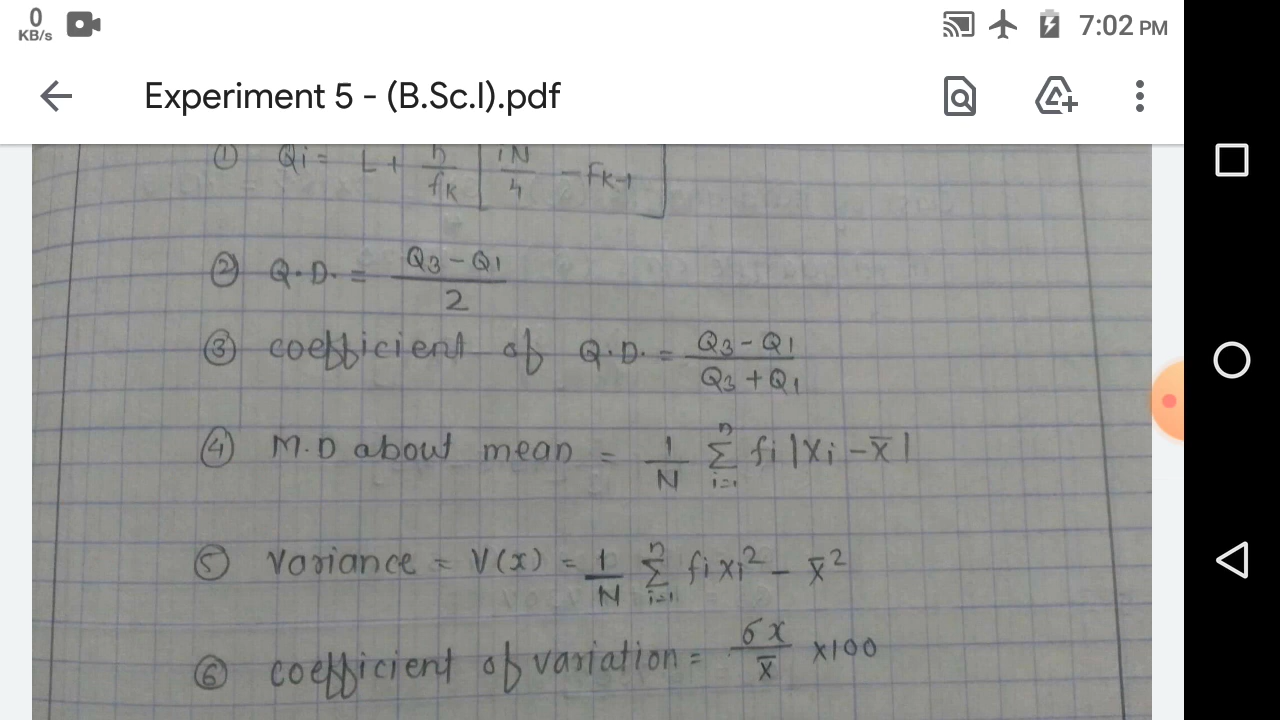 0
KB/s
7:02 PM
Experiment 5 - (B.Sc.I).pdf
① Qi = L + h/fk [iN/4 - Fk-1]
② Q.D. = Q3 - Q1 / 2
③ coefficient of Q.D. = Q3 - Q1 / Q3 + Q1
④ M.D about mean = 1/N Σ n i=1 fi |Xi - x̄|
⑤ Variance = V(x) = 1/N Σ n i=1 fi xi² - x̄²
⑥ coefficient of variation = σx / x̄ ×100